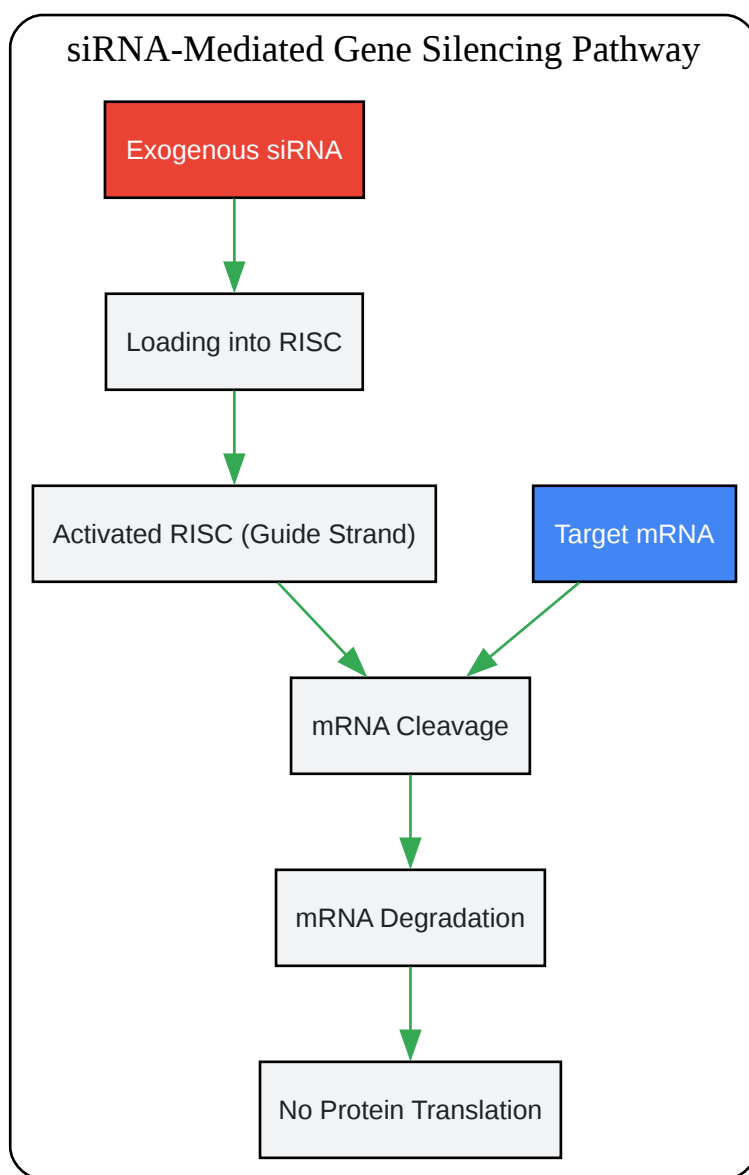 siRNA-Mediated Gene Silencing Pathway
Exogenous siRNA
Loading into RISC
Activated RISC (Guide Strand)
Target mRNA
mRNA Cleavage
mRNA Degradation
No Protein Translation